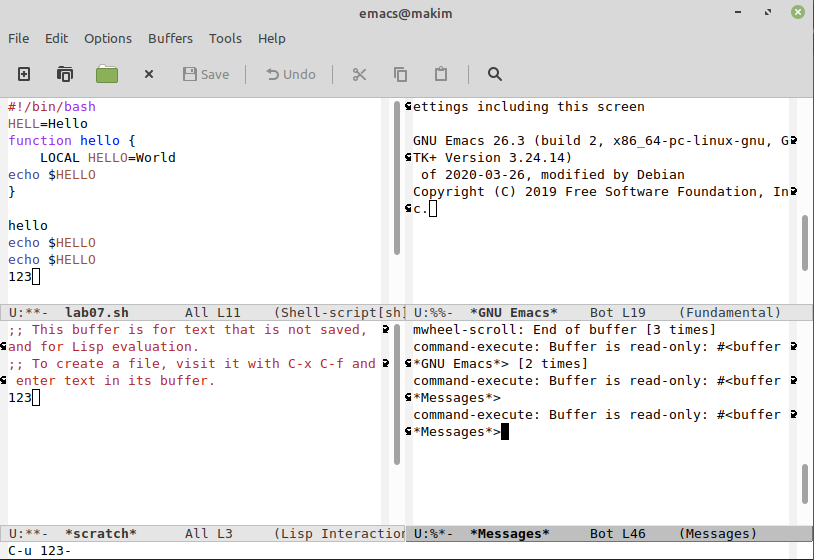 emacs@makim
File Edit Options Buffers Tools Help
Save Undo
#!/bin/bash
HELL=Hello
function hello {
    LOCAL HELLO=World
echo $HELLO
}
hello
echo $HELLO
echo $HELLO
123
U:**-  lab07.sh       All L11    (Shell-script[sh]
ettings including this screen
GNU Emacs 26.3 (build 2, x86_64-pc-linux-gnu, G
TK+ Version 3.24.14)
 of 2020-03-26, modified by Debian
Copyright (C) 2019 Free Software Foundation, In
c.
U:%%-  *GNU Emacs*    Bot L19    (Fundamental)
;; This buffer is for text that is not saved,
and for Lisp evaluation.
;; To create a file, visit it with C-x C-f and
 enter text in its buffer.
123
U:**-  *scratch*      All L3     (Lisp Interaction
mwheel-scroll: End of buffer [3 times]
command-execute: Buffer is read-only: #<buffer
*GNU Emacs*> [2 times]
command-execute: Buffer is read-only: #<buffer
*Messages*>
command-execute: Buffer is read-only: #<buffer
*Messages*>
U:%*-  *Messages*     Bot L46    (Messages)
C-u 123-